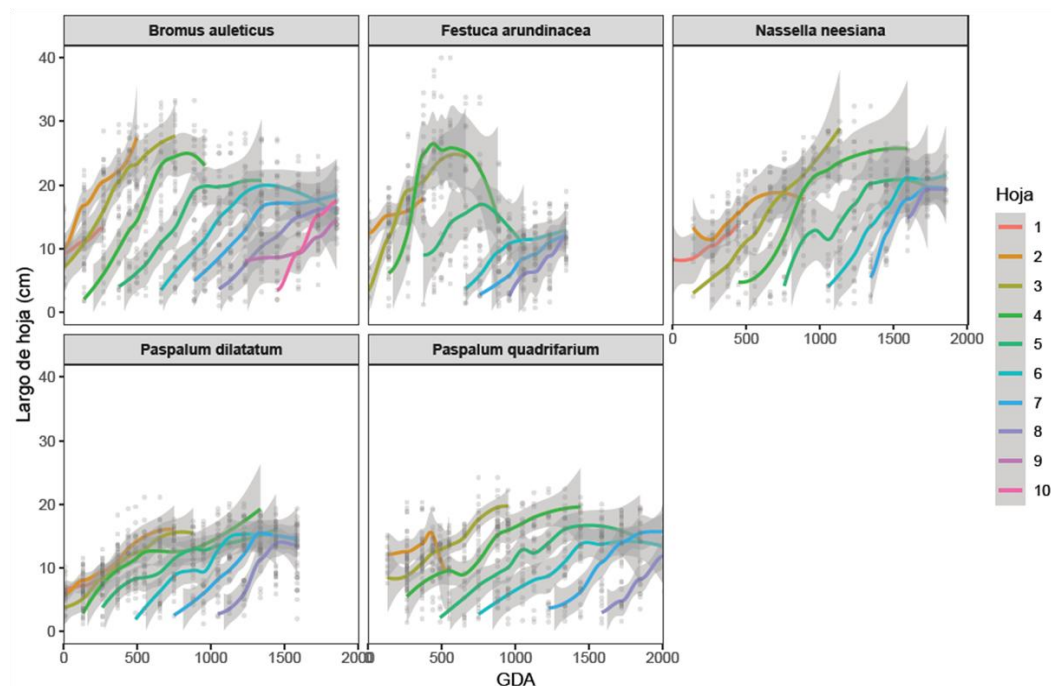 Bromus auleticus
Festuca arundinacea
Nassella neesiana
40
30
20
10
0
0 500 1000 1500 2000
Paspalum dilatatum
Paspalum quadrifarium
40
30
20
10
0
0 500 1000 1500 2000
0 500 1000 1500 2000
Largo de hoja (cm)
GDA
Hoja
1
2
3
4
5
6
7
8
9
10